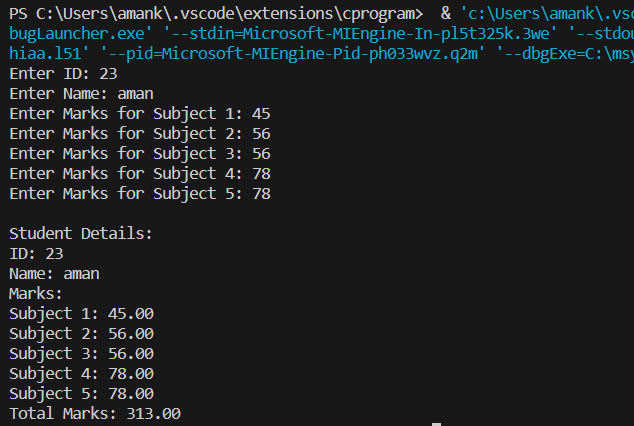 PS C:\Users\amank\.vscode\extensions\cprogram>  & 'c:\Users\amank\.vsc
bugLauncher.exe' '--stdin=Microsoft-MIEngine-In-pl5t325k.3we' '--stdou
hiaa.l51' '--pid=Microsoft-MIEngine-Pid-ph033wvz.q2m' '--dbgExe=C:\msy
Enter ID: 23
Enter Name: aman
Enter Marks for Subject 1: 45
Enter Marks for Subject 2: 56
Enter Marks for Subject 3: 56
Enter Marks for Subject 4: 78
Enter Marks for Subject 5: 78
Student Details:
ID: 23
Name: aman
Marks:
Subject 1: 45.00
Subject 2: 56.00
Subject 3: 56.00
Subject 4: 78.00
Subject 5: 78.00
Total Marks: 313.00